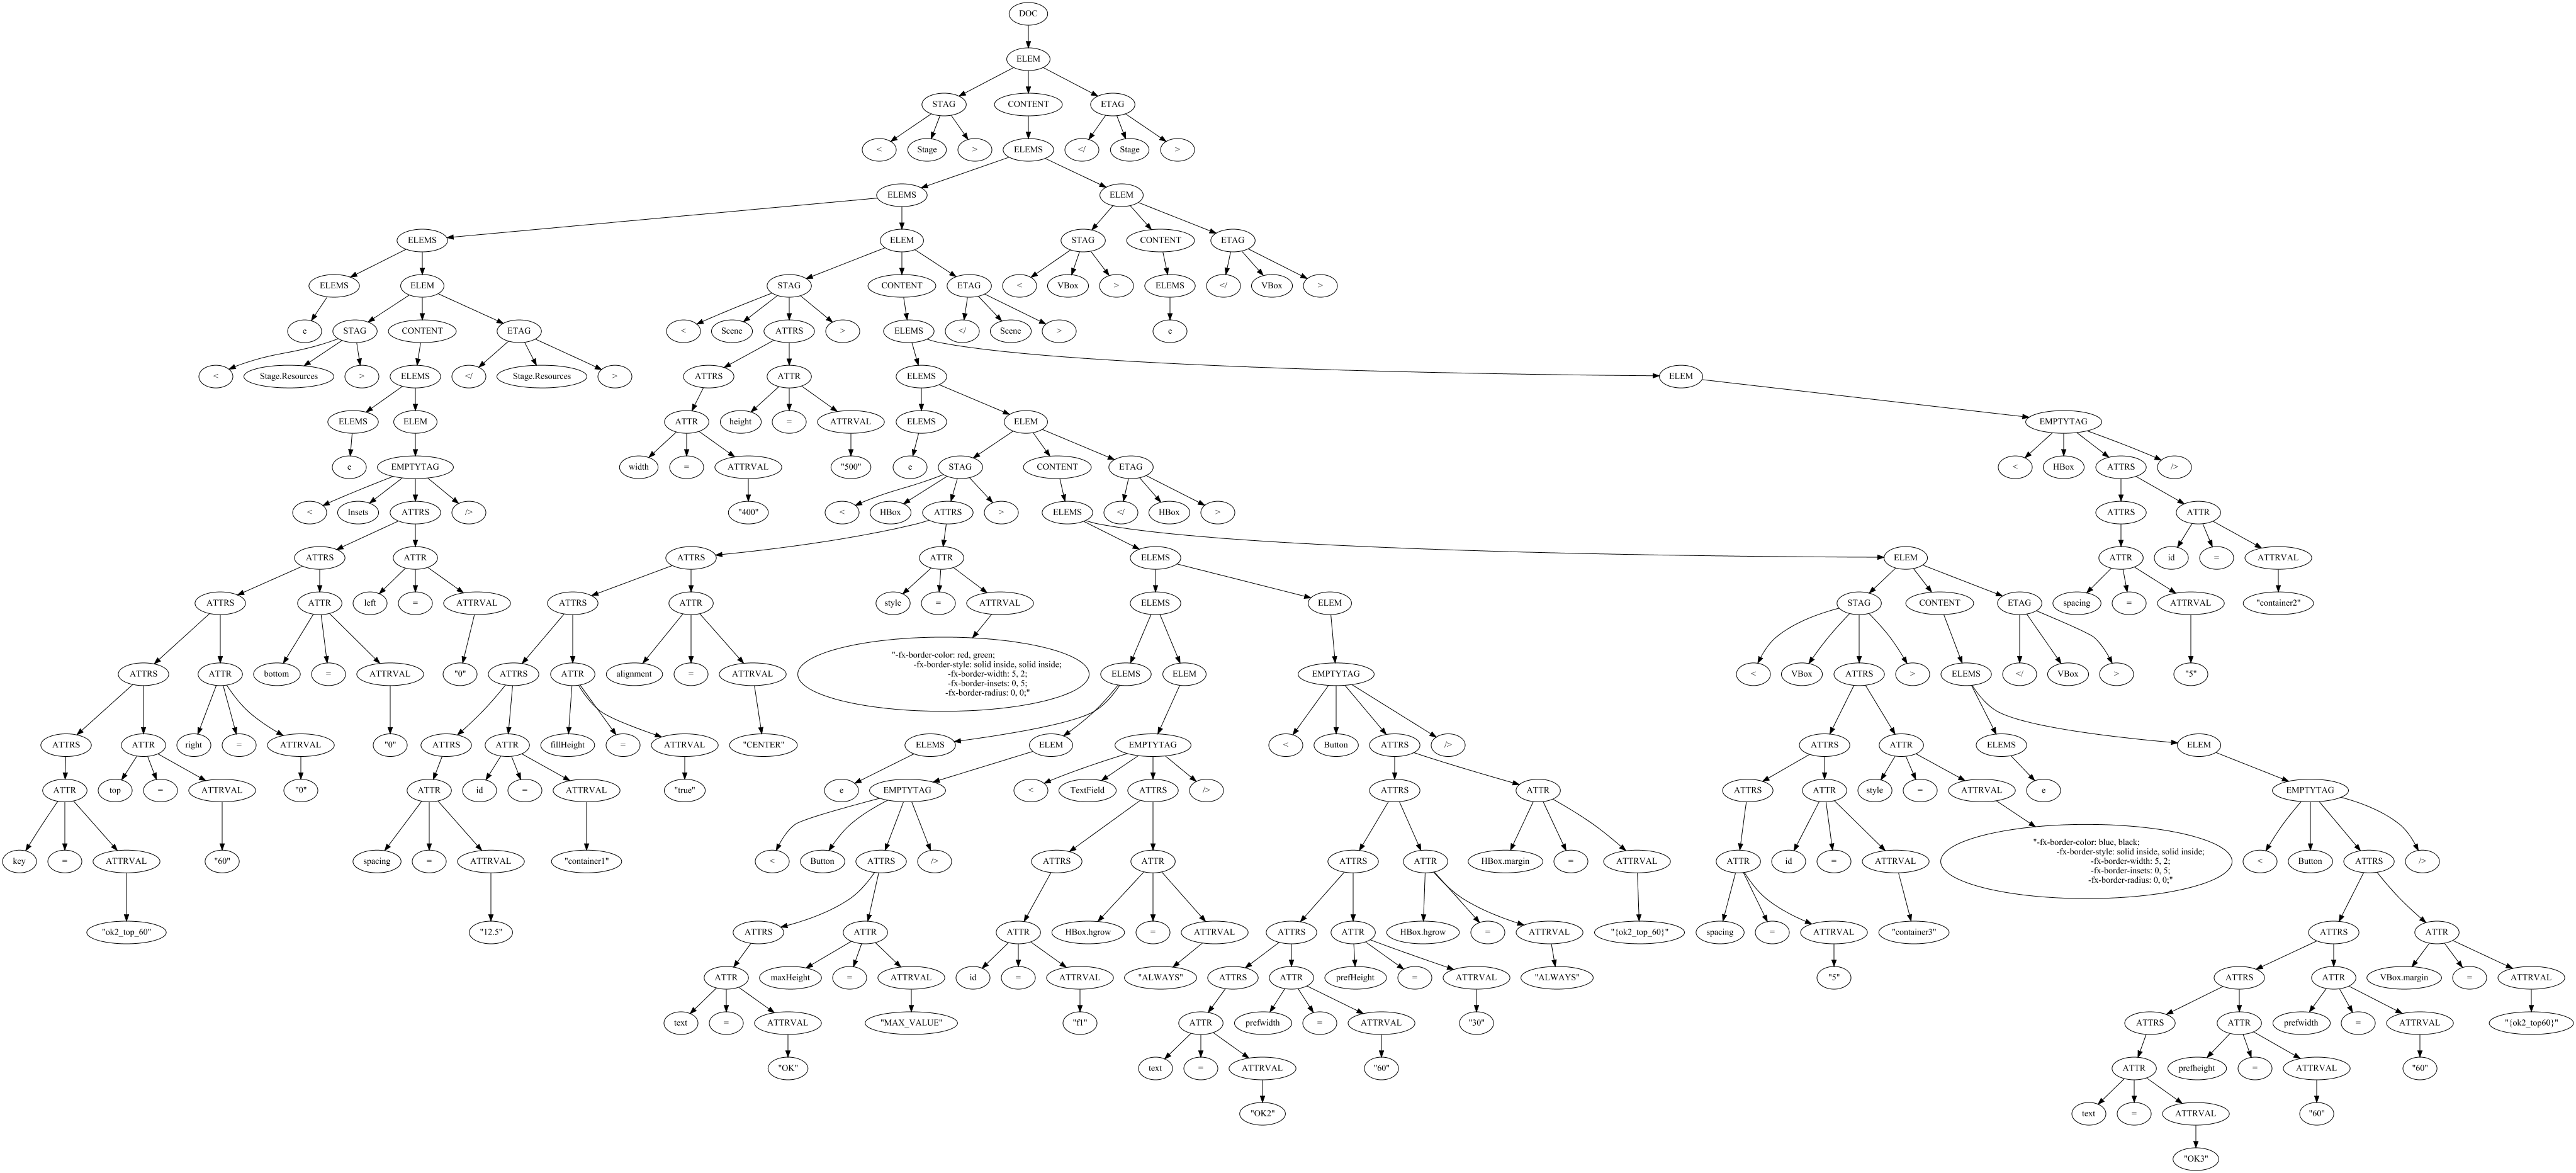 DOC
ELEM
STAG CONTENT ETAG
< Stage > ELEMS </ Stage >
ELEMS ELEM
ELEMS ELEM STAG CONTENT ETAG
ELEMS ELEM STAG CONTENT ETAG < VBox > ELEMS </ VBox >
e STAG CONTENT ETAG < Scene ATTRS > ELEMS </ Scene > e
< Stage.Resources > ELEMS </ Stage.Resources > ATTRS ATTR ELEMS ELEM
ELEMS ELEM ATTR height = ATTRVAL ELEMS ELEM EMPTYTAG
e EMPTYTAG width = ATTRVAL "500" e STAG CONTENT ETAG < HBox ATTRS />
< Insets ATTRS /> "400" < HBox ATTRS > ELEMS </ HBox > ATTRS ATTR
ATTRS ATTR ATTRS ATTR ELEMS ELEM ATTR id = ATTRVAL
ATTRS ATTR left = ATTRVAL ATTRS ATTR style = ATTRVAL ELEMS ELEM STAG CONTENT ETAG spacing = ATTRVAL "container2"
ATTRS ATTR bottom = ATTRVAL "0" ATTRS ATTR alignment = ATTRVAL
"-fx-border-color: red, green;
-fx-border-style: solid inside, solid inside;
-fx-border-width: 5, 2;
-fx-border-insets: 0, 5;
-fx-border-radius: 0, 0;"
ELEMS ELEM EMPTYTAG < VBox ATTRS > ELEMS </ VBox > "5"
ATTRS ATTR right = ATTRVAL "0" ATTRS ATTR fillHeight = ATTRVAL "CENTER" ELEMS ELEM EMPTYTAG < Button ATTRS /> ATTRS ATTR ELEMS ELEM
ATTR top = ATTRVAL "0" ATTR id = ATTRVAL "true" e EMPTYTAG < TextField ATTRS /> ATTRS ATTR ATTRS ATTR style = ATTRVAL e EMPTYTAG
key = ATTRVAL "60" spacing = ATTRVAL "container1" < Button ATTRS /> ATTRS ATTR ATTRS ATTR HBox.margin = ATTRVAL ATTR id = ATTRVAL
"-fx-border-color: blue, black;
-fx-border-style: solid inside, solid inside;
-fx-border-width: 5, 2;
-fx-border-insets: 0, 5;
-fx-border-radius: 0, 0;"
< Button ATTRS />
"ok2_top_60" "12.5" ATTRS ATTR ATTR HBox.hgrow = ATTRVAL ATTRS ATTR HBox.hgrow = ATTRVAL "{ok2_top_60}" spacing = ATTRVAL "container3" ATTRS ATTR
ATTR maxHeight = ATTRVAL id = ATTRVAL "ALWAYS" ATTRS ATTR prefHeight = ATTRVAL "ALWAYS" "5" ATTRS ATTR VBox.margin = ATTRVAL
text = ATTRVAL "MAX_VALUE" "f1" ATTR prefwidth = ATTRVAL "30" ATTRS ATTR prefwidth = ATTRVAL "{ok2_top60}"
"OK" text = ATTRVAL "60" ATTR prefheight = ATTRVAL "60"
"OK2" text = ATTRVAL "60"
"OK3"